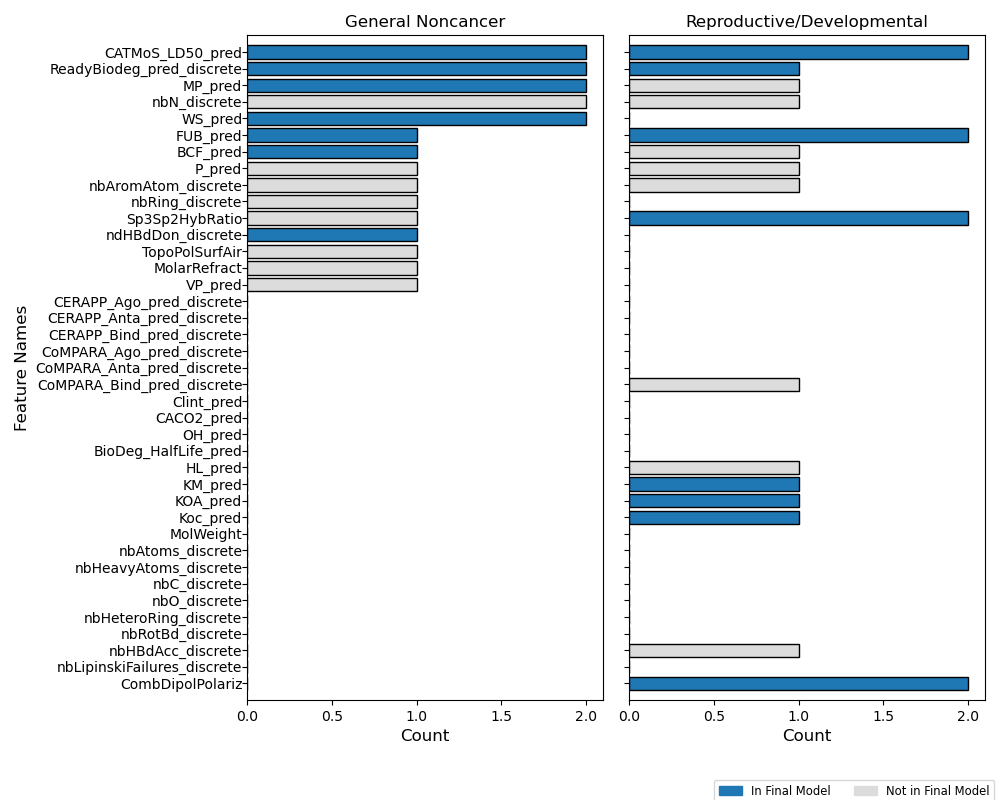 General Noncancer
Reproductive/Developmental
Feature Names
CATMoS_LD50_pred
ReadyBiodeg_pred_discrete
MP_pred
nbN_discrete
WS_pred
FUB_pred
BCF_pred
P_pred
nbAromAtom_discrete
nbRing_discrete
Sp3Sp2HybRatio
ndHBdDon_discrete
TopoPolSurfAir
MolarRefract
VP_pred
CERAPP_Ago_pred_discrete
CERAPP_Anta_pred_discrete
CERAPP_Bind_pred_discrete
CoMPARA_Ago_pred_discrete
CoMPARA_Anta_pred_discrete
CoMPARA_Bind_pred_discrete
Clint_pred
CACO2_pred
OH_pred
BioDeg_HalfLife_pred
HL_pred
KM_pred
KOA_pred
Koc_pred
MolWeight
nbAtoms_discrete
nbHeavyAtoms_discrete
nbC_discrete
nbO_discrete
nbHeteroRing_discrete
nbRotBd_discrete
nbHBdAcc_discrete
nbLipinskiFailures_discrete
CombDipolPolariz
0.0 0.5 1.0 1.5 2.0
Count
0.0 0.5 1.0 1.5 2.0
Count
In Final Model
Not in Final Model